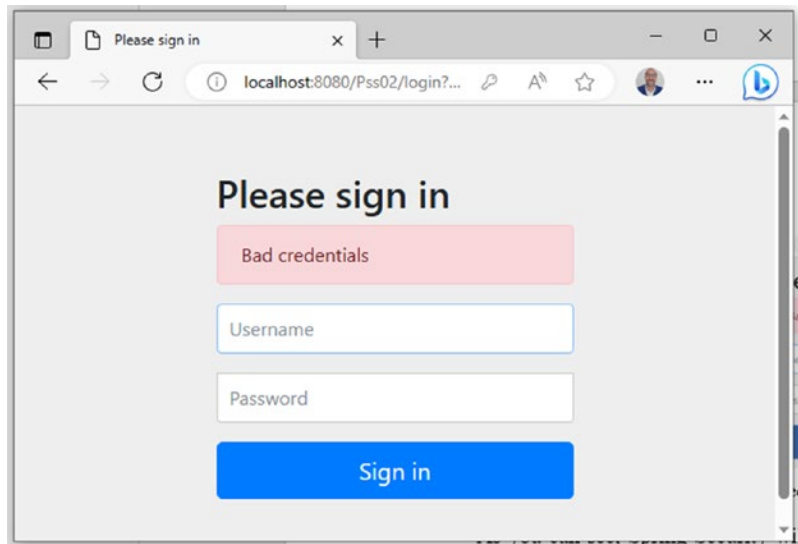 Please sign in
localhost:8080/Pss02/login?...
Please sign in
Bad credentials
Username
Password
Sign in